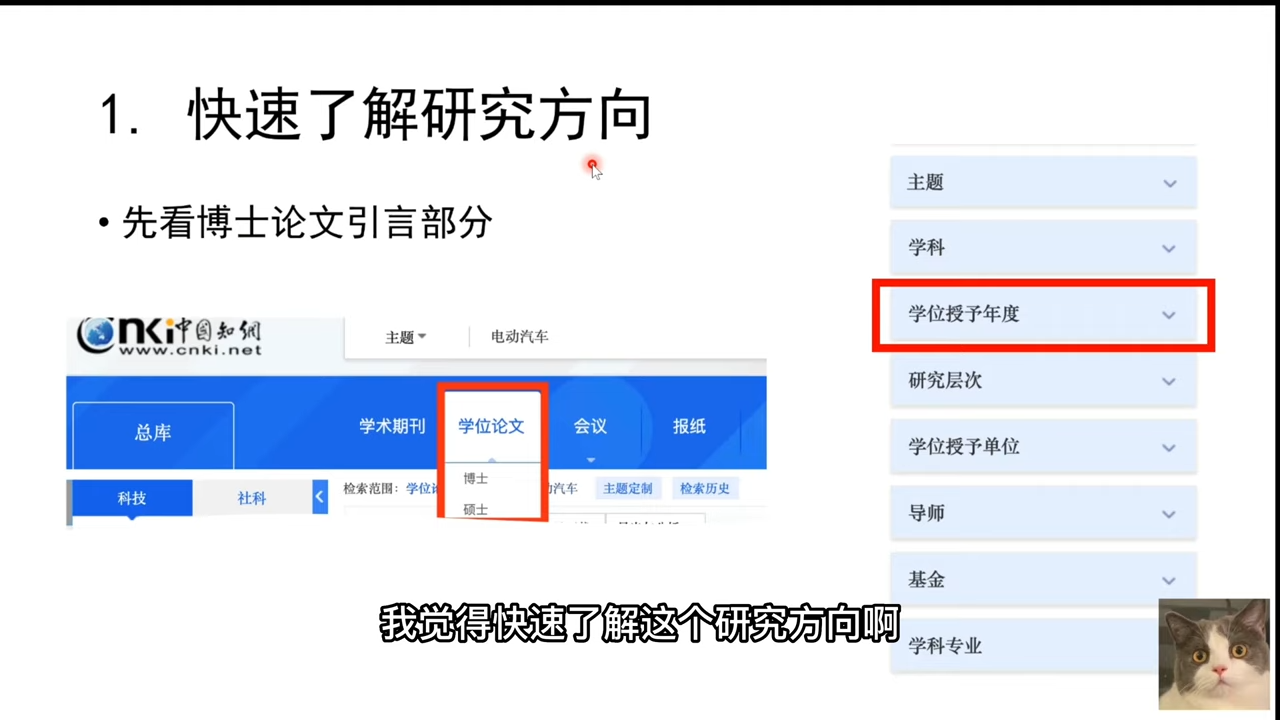 1. 快速了解研究方向
• 先看博士论文引言部分
cnki中国知网
www.cnki.net
主题
电动汽车
总库
学术期刊
学位论文
会议
报纸
博士
硕士
科技
社科
检索范围：学位论
动汽车
主题定制
检索历史
主题
学科
学位授予年度
研究层次
学位授予单位
导师
基金
学科专业
我觉得快速了解这个研究方向啊